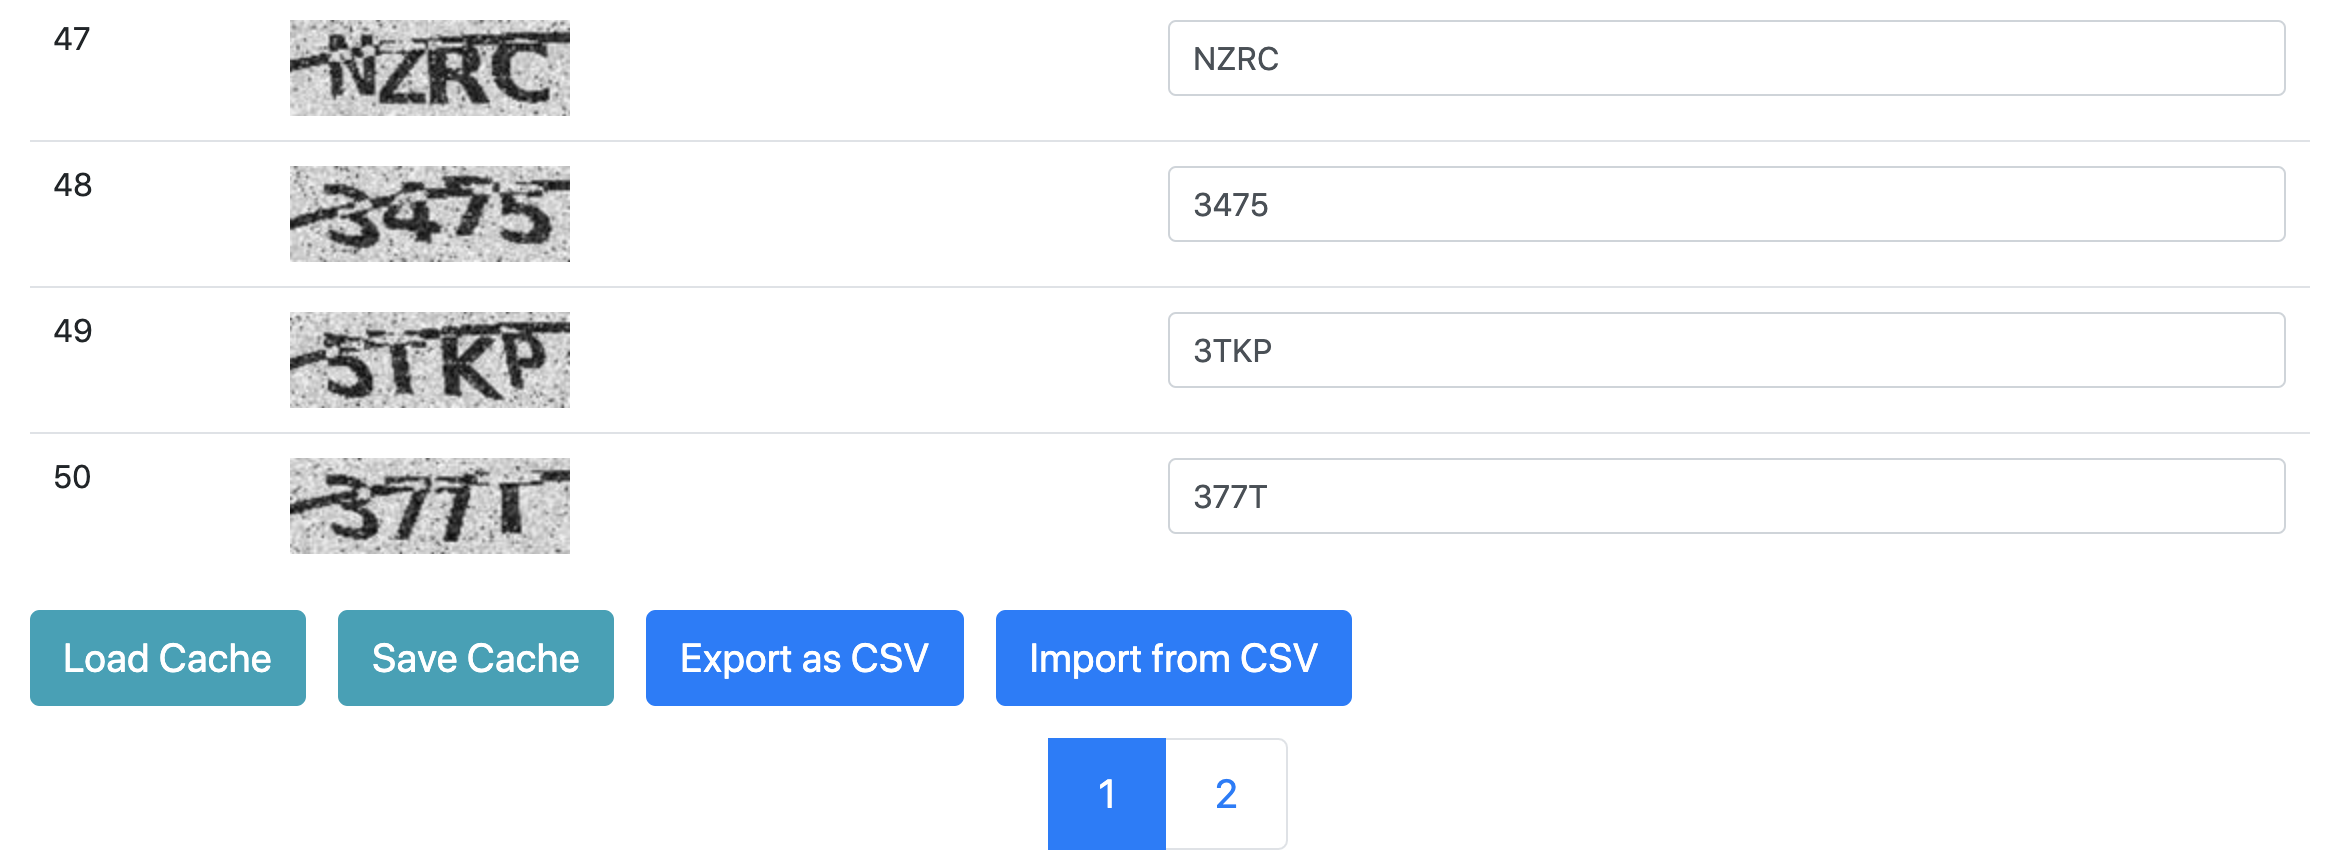 47 NZRC NZRC
48 3475 3475
49 5TKP 3TKP
50 377T 377T
Load Cache Save Cache Export as CSV Import from CSV
1 2